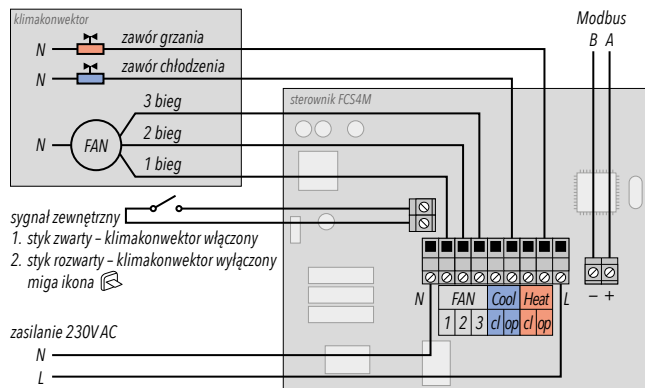 klimakonwektor
N zawór grzania
N zawór chłodzenia
3 bieg
N FAN 2 bieg
1 bieg
Modbus
B A
sterownik FCS4M
sygnał zewnętrzny
1. styk zwarty – klimakonwektor włączony
2. styk rozwarty – klimakonwektor wyłączony
miga ikona
N FAN Cool Heat L
1 2 3 cl op cl op
– +
zasilanie 230V AC
N
L